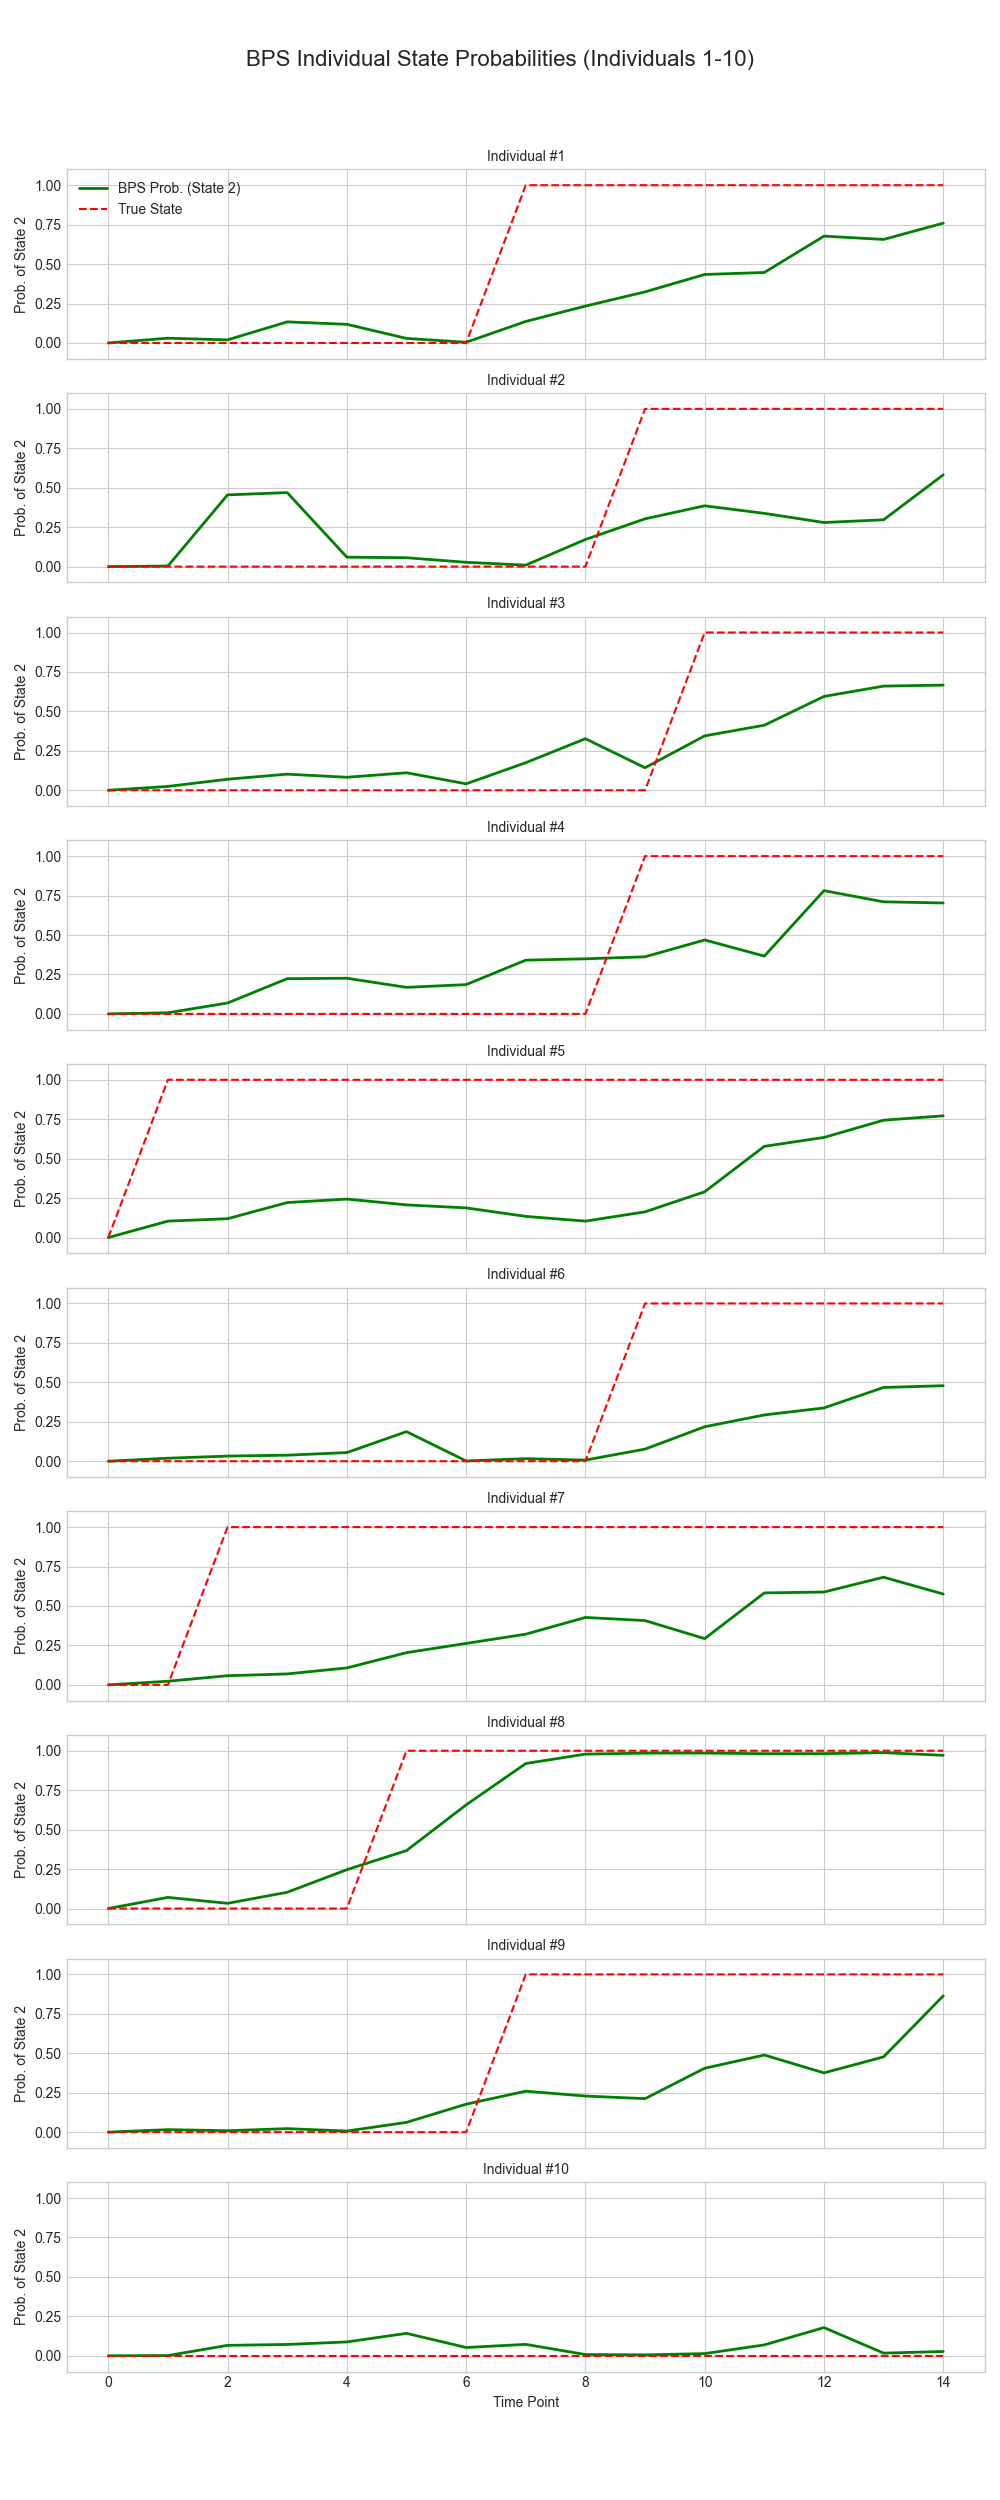 BPS Individual State Probabilities (Individuals 1-10)
Individual #1
BPS Prob. (State 2)
True State
Prob. of State 2
1.00
0.75
0.50
0.25
0.00
Individual #2
Prob. of State 2
1.00
0.75
0.50
0.25
0.00
Individual #3
Prob. of State 2
1.00
0.75
0.50
0.25
0.00
Individual #4
Prob. of State 2
1.00
0.75
0.50
0.25
0.00
Individual #5
Prob. of State 2
1.00
0.75
0.50
0.25
0.00
Individual #6
Prob. of State 2
1.00
0.75
0.50
0.25
0.00
Individual #7
Prob. of State 2
1.00
0.75
0.50
0.25
0.00
Individual #8
Prob. of State 2
1.00
0.75
0.50
0.25
0.00
Individual #9
Prob. of State 2
1.00
0.75
0.50
0.25
0.00
Individual #10
Prob. of State 2
1.00
0.75
0.50
0.25
0.00
0 2 4 6 8 10 12 14
Time Point